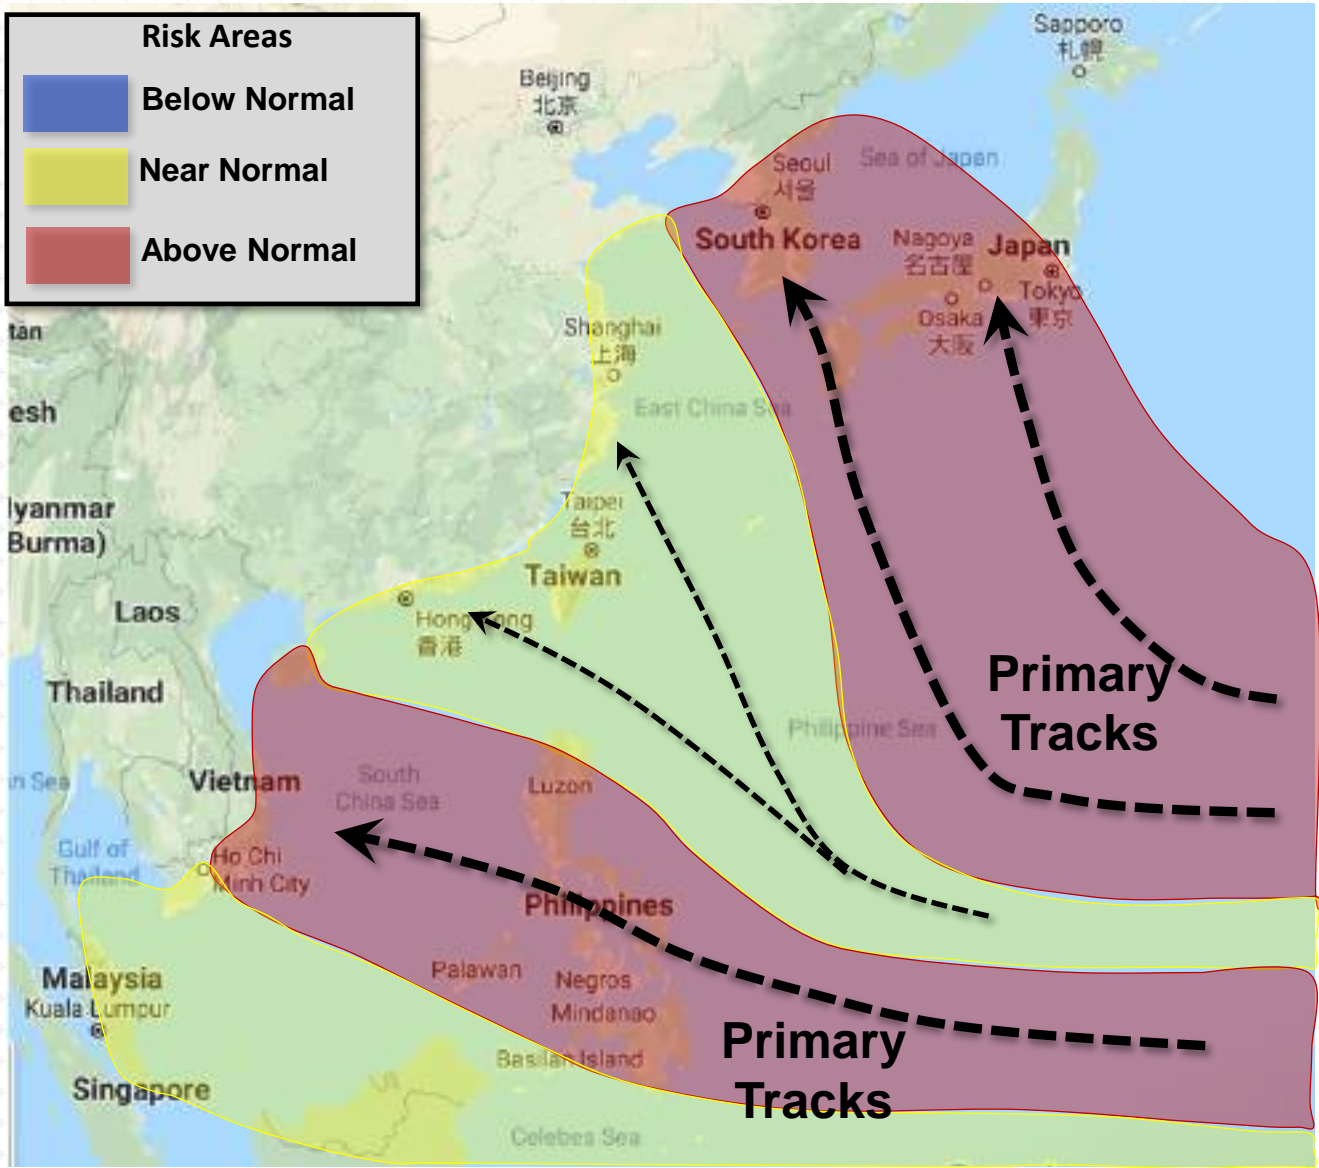 Risk Areas
Below Normal
Near Normal
Above Normal
Sapporo
札幌
Beijing
北京
Seoul
서울
Sea of Japan
South Korea
Nagoya
名古屋
Japan
Tokyo
東京
Osaka
大阪
tan
Shanghai
上海
esh
East China Sea
lyanmar
(Burma)
Taipei
台北
Taiwan
Hong Kong
香港
Laos
Thailand
Primary
Tracks
Philippine Sea
n Sea
Vietnam
South
China Sea
Luzon
Gulf of
Thailand
Ho Chi
Minh City
Philippines
Palawan
Negros
Mindanao
Malaysia
Kuala Lumpur
Primary
Tracks
Basilan Island
Singapore
Celebes Sea